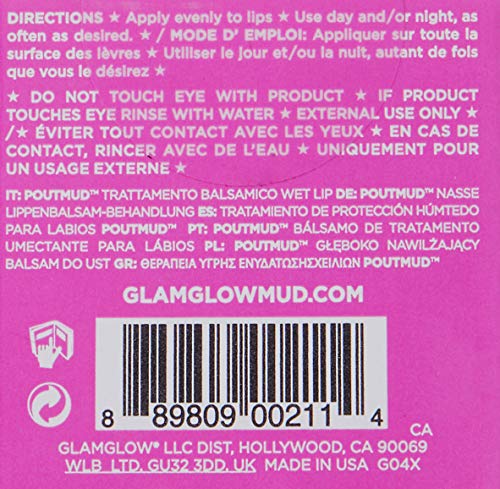 DIRECTIONS ★ Apply evenly to lips ★ Use day and/or night, as
often as desired. ★ / MODE D' EMPLOI: Appliquer sur toute la
surface des lèvres ★ Utiliser le jour et/ou la nuit, autant de fois
que vous le désirez ★
★ DO NOT TOUCH EYE WITH PRODUCT ★ IF PRODUCT
TOUCHES EYE RINSE WITH WATER ★ EXTERNAL USE ONLY ★
/★ ÉVITER TOUT CONTACT AVEC LES YEUX ★ EN CAS DE
CONTACT, RINCER AVEC DE L'EAU ★ UNIQUEMENT POUR
UN USAGE EXTERNE ★
IT: POUTMUD™ TRATTAMENTO BALSAMICO WET LIP DE: POUTMUD™ NASSE
LIPPENBALSAM-BEHANDLUNG ES: TRATAMIENTO DE PROTECCIÓN HÚMTEDO
PARA LABIOS POUTMUD™ PT: POUTMUD™ BÁLSAMO DE TRATAMENTO
UMECTANTE PARA LÁBIOS PL: POUTMUD™ GŁĘBOKO NAWILŻAJĄCY
BALSAM DO UST GR: ΘΕΡΑΠΕΙΑ ΥΓΡΗΣ ΕΝΥΔΑΤΩΣΗΣΧΕΙΛΙΩΝ POUTMUD™
GLAMGLOWMUD.COM
8 89809 00211 4
CA
GLAMGLOW® LLC DIST, HOLLYWOOD, CA 90069
WLB LTD. GU32 3DD. UK MADE IN USA G04X